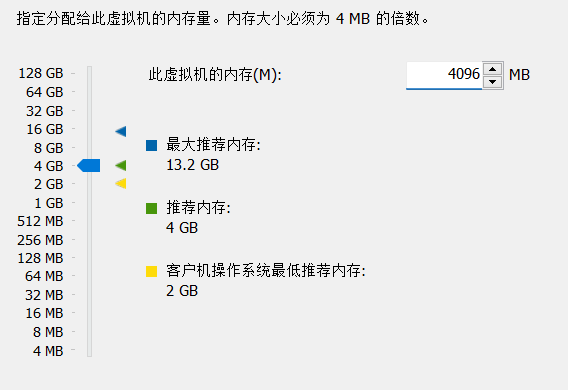 指定分配给此虚拟机的内存量。内存大小必须为 4 MB 的倍数。
128 GB
此虚拟机的内存(M):
4096
MB
64 GB
32 GB
16 GB
8 GB
4 GB
2 GB
1 GB
512 MB
256 MB
128 MB
64 MB
32 MB
16 MB
8 MB
4 MB
最大推荐内存:
13.2 GB
推荐内存:
4 GB
客户机操作系统最低推荐内存:
2 GB